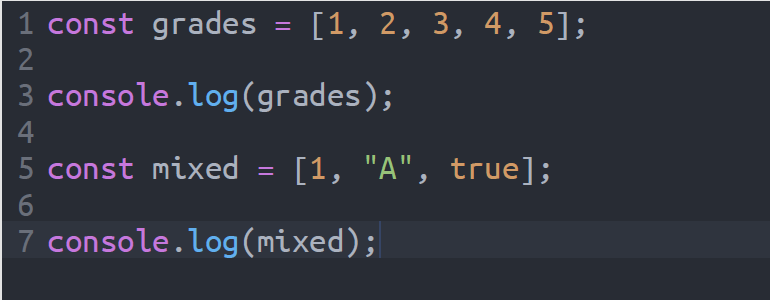 1 const grades = [1, 2, 3, 4, 5];
2
3 console.log(grades);
4
5 const mixed = [1, "A", true];
6
7 console.log(mixed);